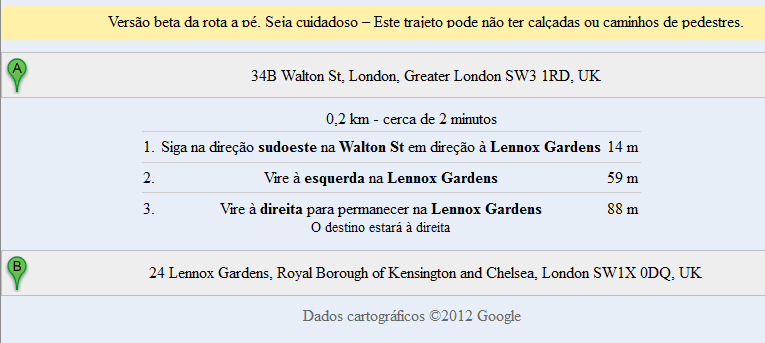 Versão beta da rota a pé. Seja cuidadoso – Este trajeto pode não ter calçadas ou caminhos de pedestres.
A
34B Walton St, London, Greater London SW3 1RD, UK
0,2 km - cerca de 2 minutos
1. Siga na direção sudoeste na Walton St em direção à Lennox Gardens 14 m
2. Vire à esquerda na Lennox Gardens 59 m
3. Vire à direita para permanecer na Lennox Gardens 88 m
O destino estará à direita
B
24 Lennox Gardens, Royal Borough of Kensington and Chelsea, London SW1X 0DQ, UK
Dados cartográficos ©2012 Google